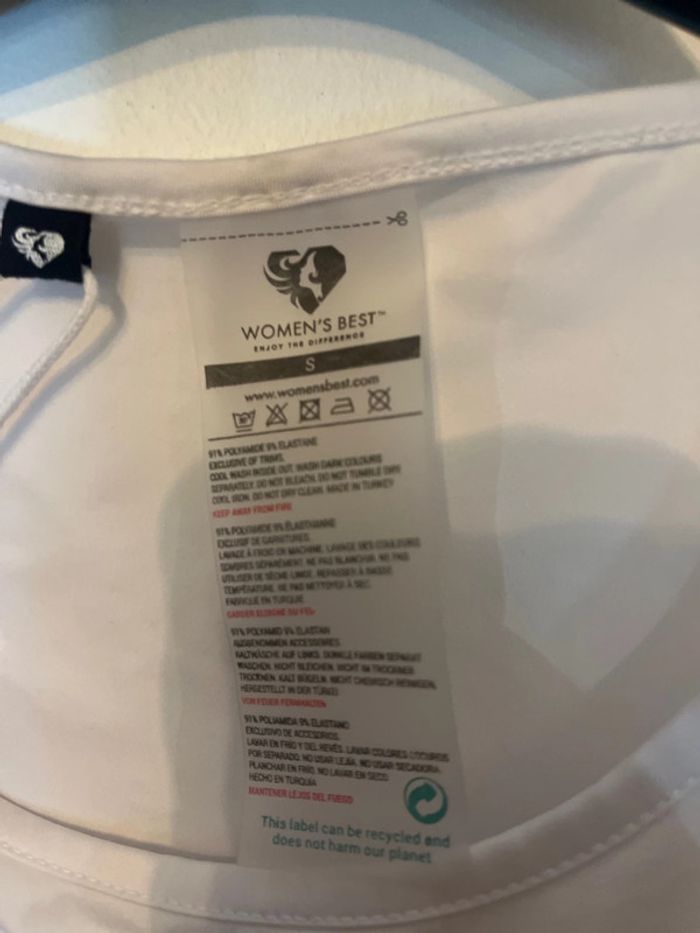 WOMEN'S BEST™
ENJOY THE DIFFERENCE
S
www.womensbest.com
30°
91% POLYAMIDE 9% ELASTANE
EXCLUSIVE OF TRIMS.
COOL WASH INSIDE OUT. WASH DARK COLOURS
SEPARATELY. DO NOT BLEACH. DO NOT TUMBLE DRY.
COOL IRON. DO NOT DRY CLEAN. MADE IN TURKEY
KEEP AWAY FROM FIRE
91% POLYAMIDE 9% ÉLASTHANNE
EXCLUSIF DE GARNITURES.
LAVAGE À FROID EN MACHINE. LAVAGE DES COULEURS
SOMBRES SÉPARÉMENT. NE PAS BLANCHIR. NE PAS
UTILISER DE SÈCHE-LINGE. REPASSER À BASSE
TEMPÉRATURE. NE PAS NETTOYER À SEC.
FABRIQUÉ EN TURQUIE.
GARDER ÉLOIGNÉ DU FEU
91% POLYAMID 9% ELASTAN
AUSGENOMMEN ACCESSOIRES
KALTWÄSCHE AUF LINKS. DUNKLE FARBEN SEPARAT
WASCHEN. NICHT BLEICHEN. NICHT IM TROCKNER
TROCKNEN. KALT BÜGELN. NICHT CHEMISCH REINIGEN.
HERGESTELLT IN DER TÜRKEI
VON FEUER FERNHALTEN
91% POLIAMIDA 9% ELASTANO
EXCLUSIVO DE ACCESORIOS.
LAVAR EN FRÍO Y DEL REVÉS. LAVAR COLORES OSCUROS
POR SEPARADO. NO USAR LEJÍA. NO USAR SECADORA.
PLANCHAR EN FRÍO. NO LAVAR EN SECO
HECHO EN TURQUÍA
MANTENER LEJOS DEL FUEGO
This label can be recycled and
does not harm our planet